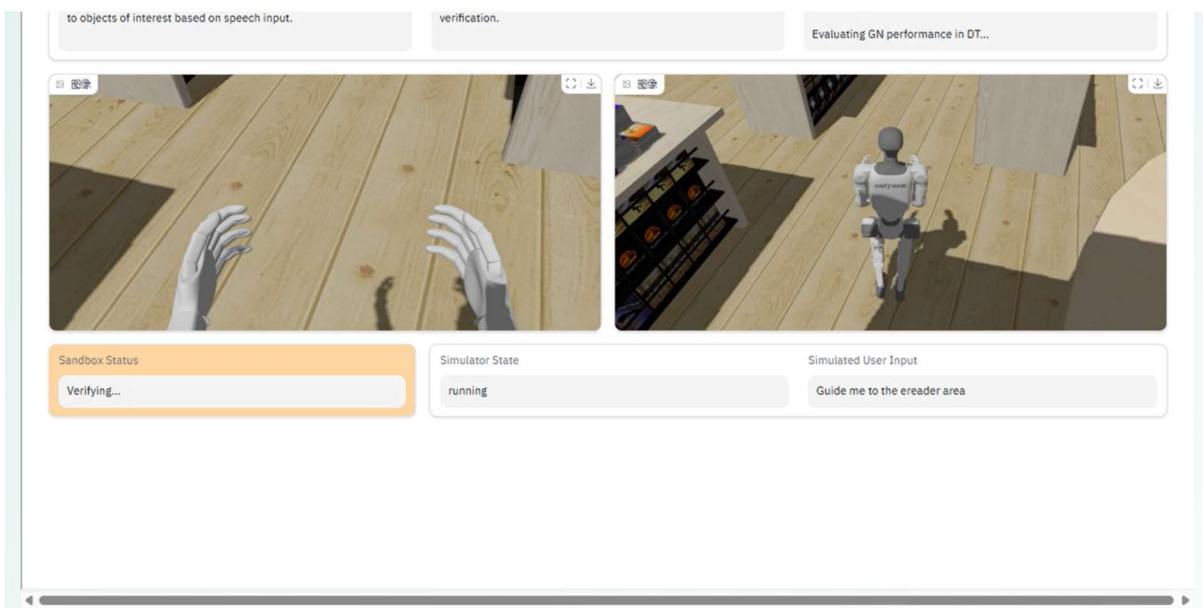 to objects of interest based on speech input.
verification.
Evaluating GN performance in DT...
图像
图像
Sandbox Status
Verifying...
Simulator State
running
Simulated User Input
Guide me to the ereader area